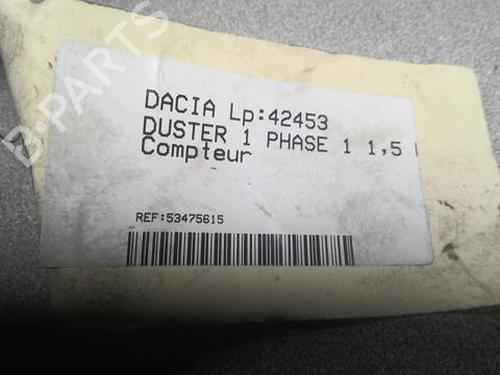 DACIA Lp:42453
DUSTER 1 PHASE 1 1,5
Compteur
REF:53475615
B-PARTS